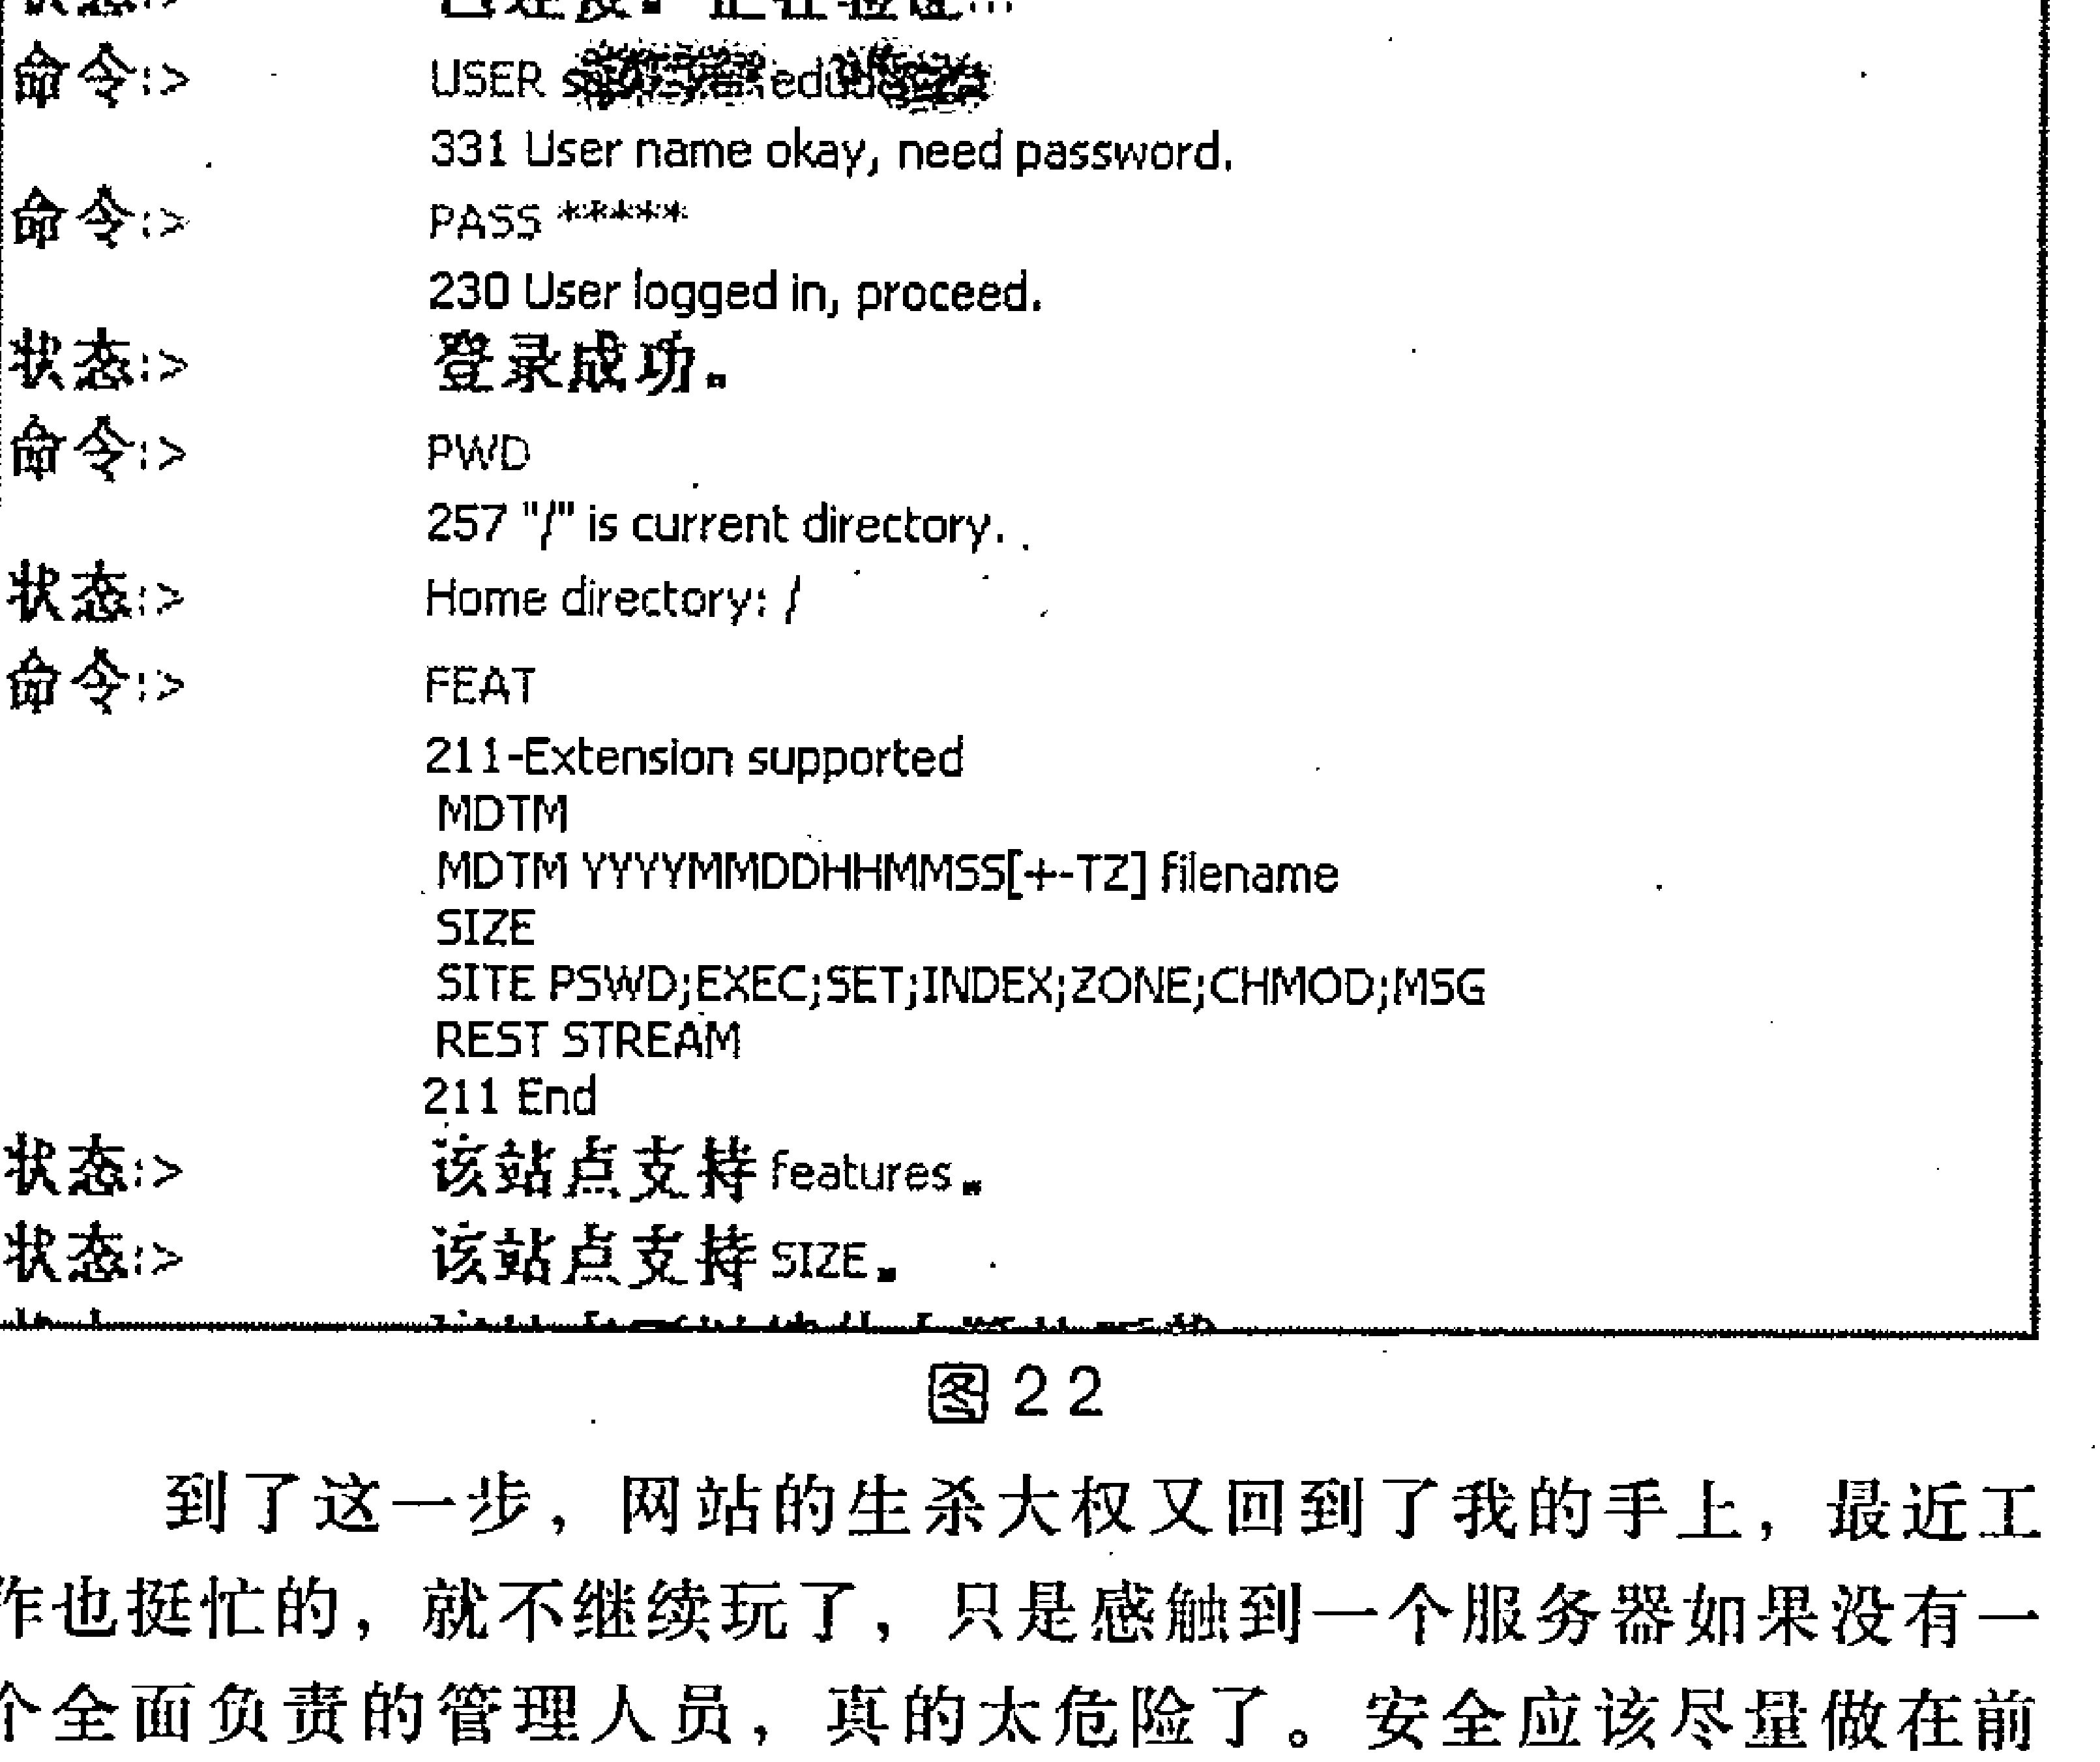 命令:> USER
331 User name okay, need password.
命令:> PASS *****
230 User logged in, proceed.
状态:> 登录成功。
命令:> PWD
257 "/" is current directory.
状态:> Home directory: /
命令:> FEAT
211-Extension supported
MDTM
MDTM YYYYMMDDHHMMSS[+-TZ] filename
SIZE
SITE PSWD;EXEC;SET;INDEX;ZONE;CHMOD;MSG
REST STREAM
211 End
状态:> 该站点支持 features。
状态:> 该站点支持 SIZE。
图22
到了这一步，网站的生杀大权又回到了我的手上，最近工
作也挺忙的，就不继续玩了，只是感触到一个服务器如果没有一
个全面负责的管理人员，真的太危险了。安全应该尽量做在前